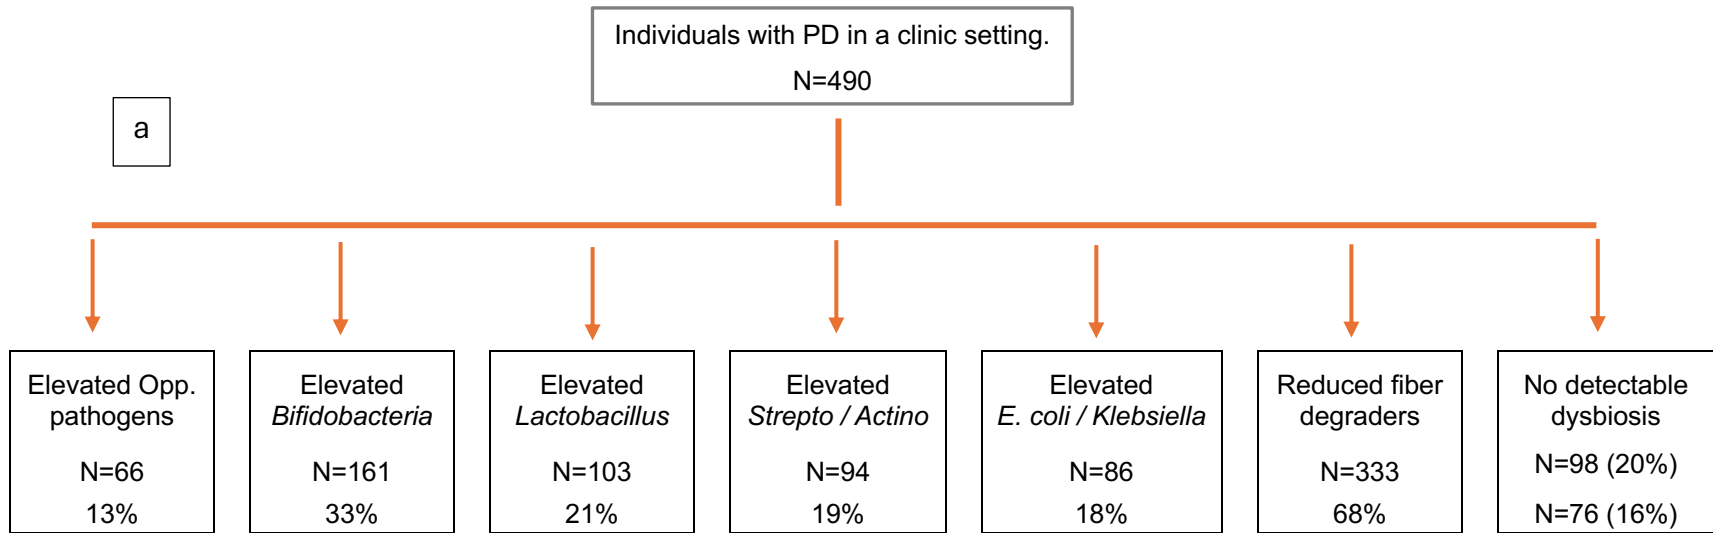 Individuals with PD in a clinic setting.
N=490
a
Elevated Opp.
pathogens
N=66
13%
Elevated
Bifidobacteria
N=161
33%
Elevated
Lactobacillus
N=103
21%
Elevated
Strepto / Actino
N=94
19%
Elevated
E. coli / Klebsiella
N=86
18%
Reduced fiber
degraders
N=333
68%
No detectable
dysbiosis
N=98 (20%)
N=76 (16%)